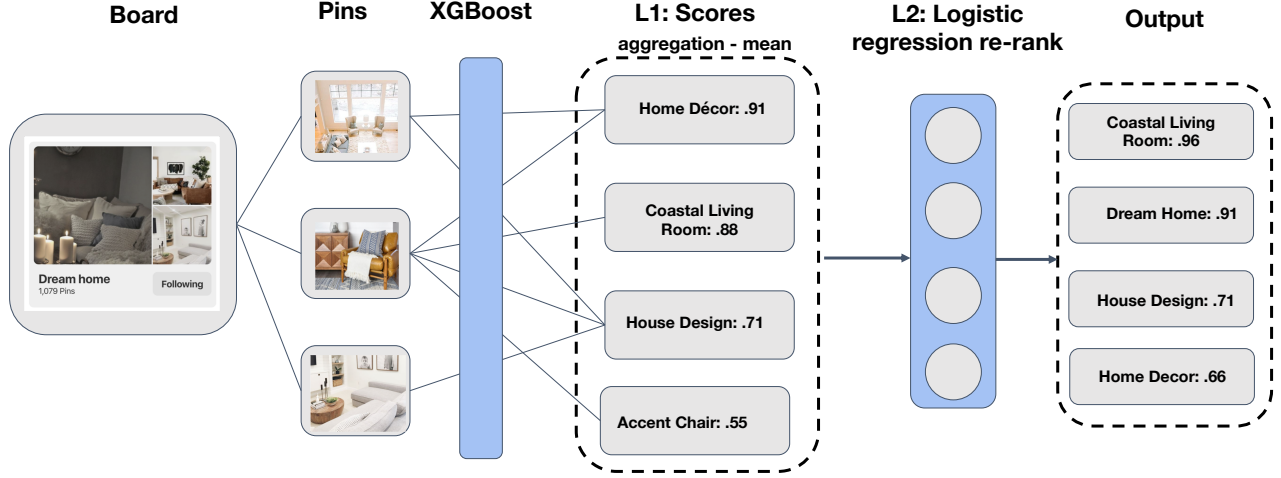 Board
Pins
XGBoost
L1: Scores
aggregation - mean
L2: Logistic
regression re-rank
Output
Dream home
1,079 Pins
Following
Home Décor: .91
Coastal Living
Room: .88
House Design: .71
Accent Chair: .55
Coastal Living
Room: .96
Dream Home: .91
House Design: .71
Home Decor: .66